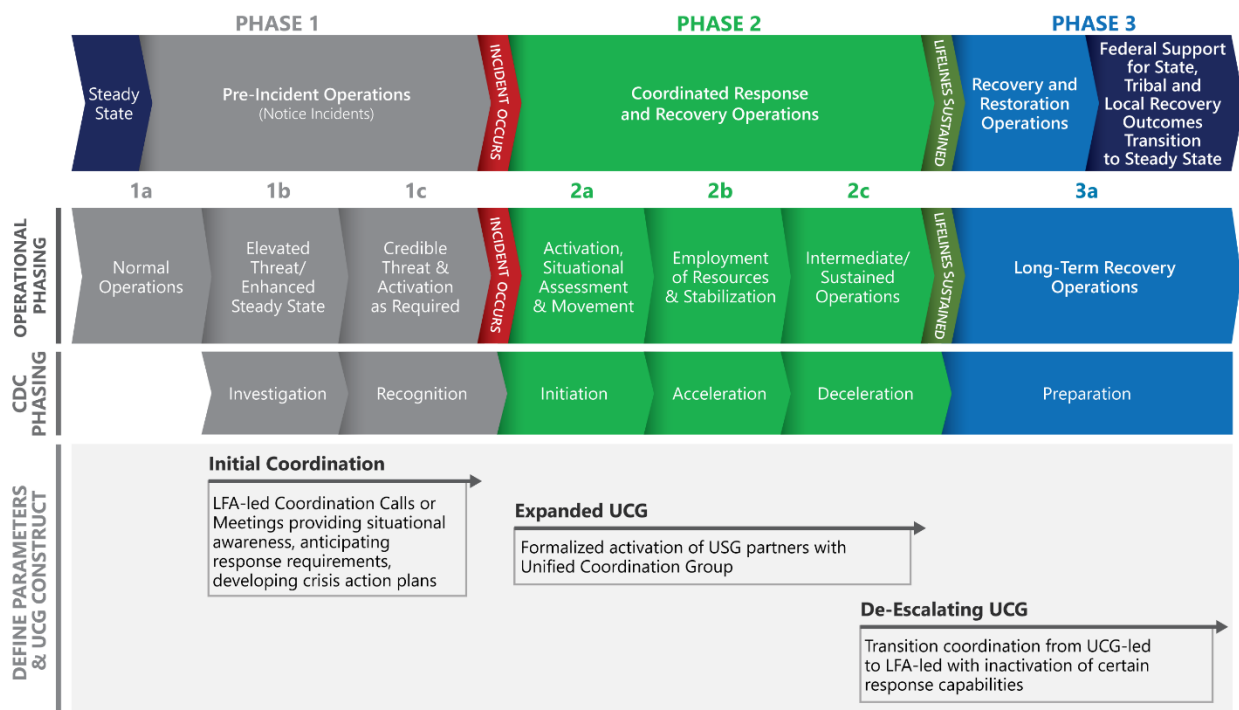 PHASE 1
PHASE 2
PHASE 3
Steady
State
Pre-Incident Operations
(Notice Incidents)
INCIDENT OCCURS
Coordinated Response
and Recovery Operations
LIFELINES SUSTAINED
Recovery and
Restoration
Operations
Federal Support
for State,
Tribal and
Local Recovery
Outcomes
Transition
to Steady State
1a
1b
1c
2a
2b
2c
3a
OPERATIONAL
PHASING
Normal
Operations
Elevated
Threat/
Enhanced
Steady State
Credible
Threat &
Activation
as Required
INCIDENT OCCURS
Activation,
Situational
Assessment
& Movement
Employment
of Resources
& Stabilization
Intermediate/
Sustained
Operations
LIFELINES SUSTAINED
Long-Term Recovery
Operations
CDC
PHASING
Investigation
Recognition
Initiation
Acceleration
Deceleration
Preparation
DEFINE PARAMETERS
& UCG CONSTRUCT
Initial Coordination
LFA-led Coordination Calls or
Meetings providing situational
awareness, anticipating
response requirements,
developing crisis action plans
Expanded UCG
Formalized activation of USG partners with
Unified Coordination Group
De-Escalating UCG
Transition coordination from UCG-led
to LFA-led with inactivation of certain
response capabilities